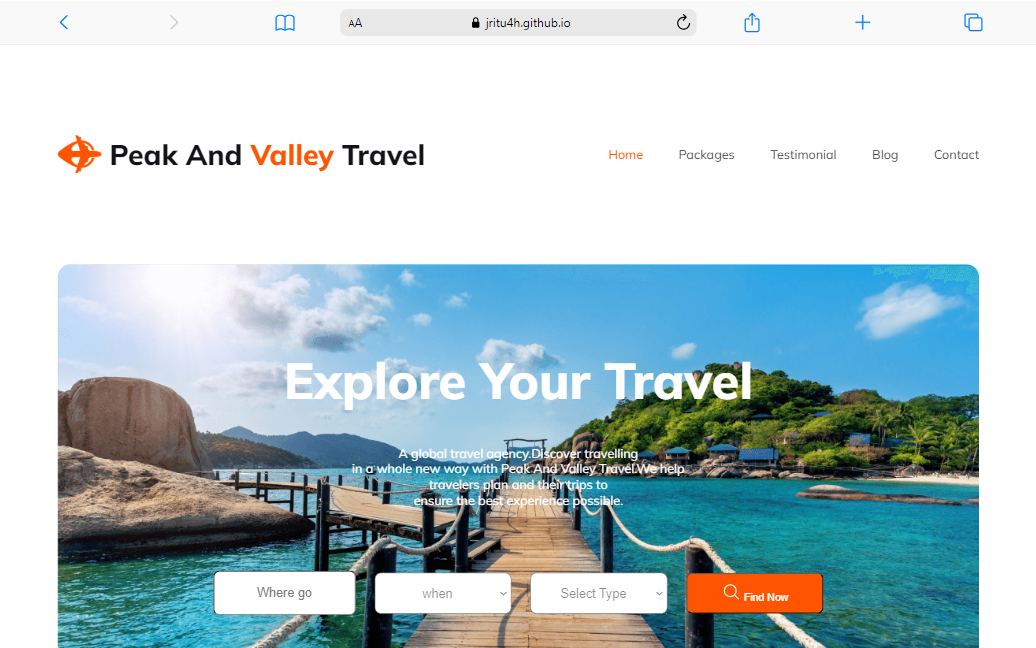 AA
jritu4h.github.io
Peak And Valley Travel
Home Packages Testimonial Blog Contact
Explore Your Travel
A global travel agency.Discover travelling
in a whole new way with Peak And Valley Travel.We help
travelers plan and their trips to
ensure the best experience possible.
Where go when Select Type Find Now